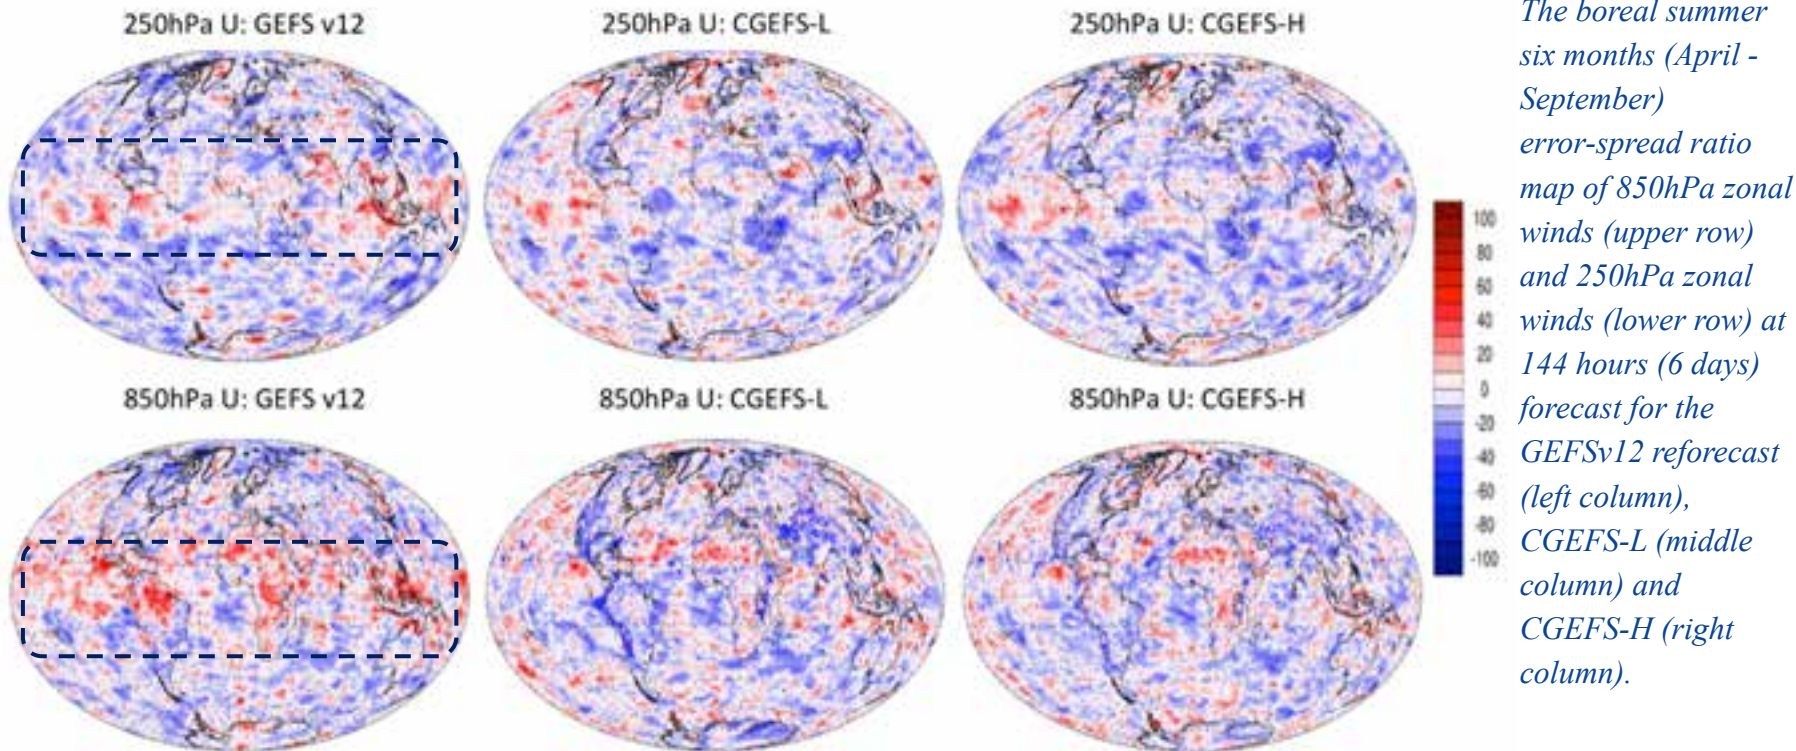 250hPa U: GEFS v12
250hPa U: CGEFS-L
250hPa U: CGEFS-H
850hPa U: GEFS v12
850hPa U: CGEFS-L
850hPa U: CGEFS-H
100
80
60
40
20
0
-20
-40
-60
-80
-100
The boreal summer
six months (April -
September)
error-spread ratio
map of 850hPa zonal
winds (upper row)
and 250hPa zonal
winds (lower row) at
144 hours (6 days)
forecast for the
GEFSv12 reforecast
(left column),
CGEFS-L (middle
column) and
CGEFS-H (right
column).